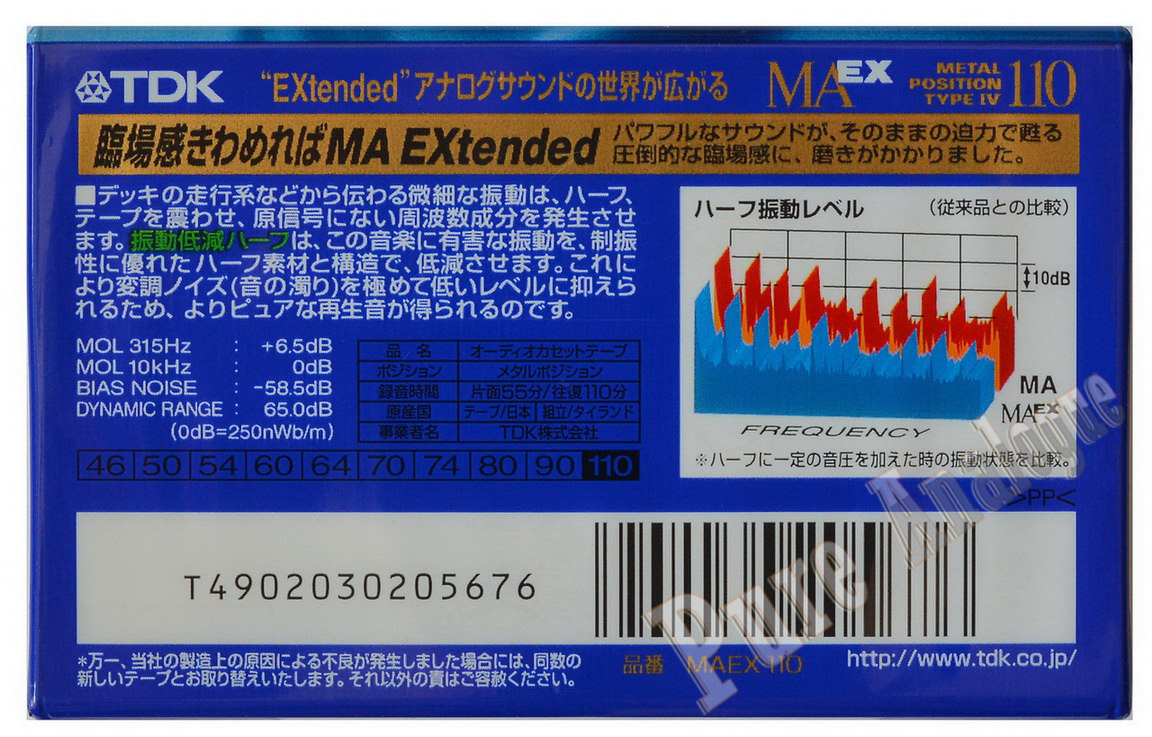 TDK "EXtended"アナログサウンドの世界が広がる MAEX METAL POSITION TYPE IV 110
臨場感きわめればMA EXtended
パワフルなサウンドが、そのままの迫力で甦る
圧倒的な臨場感に、磨きがかかりました。
■デッキの走行系などから伝わる微細な振動は、ハーフ、
テープを震わせ、原信号にない周波数成分を発生させ
ます。振動低減ハーフは、この音楽に有害な振動を、制振
性に優れたハーフ素材と構造で、低減させます。これに
より変調ノイズ(音の濁り)を極めて低いレベルに抑えら
れるため、よりピュアな再生音が得られるのです。
MOL 315Hz : +6.5dB
MOL 10kHz : 0dB
BIAS NOISE : −58.5dB
DYNAMIC RANGE : 65.0dB
(0dB=250nWb/m)
品名 オーディオカセットテープ
ポジション メタルポジション
録音時間 片面55分/往復110分
原産国 テープ/日本 組立/タイランド
事業者名 TDK株式会社
46 50 54 60 64 70 74 80 90 110
ハーフ振動レベル (従来品との比較)
10dB
MA
MAEX
FREQUENCY
※ハーフに一定の音圧を加えた時の振動状態を比較。
>PP<
T4902030205676
*万一、当社の製造上の原因による不良が発生しました場合には、同数の
新しいテープとお取り替えいたします。それ以外の責はご容赦ください。
品番 MAEX-110
http://www.tdk.co.jp/
Pure Analogue